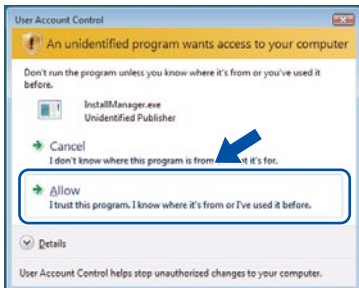 User Account Control
An unidentified program wants access to your computer
Don't run the program unless you know where it's from or you've used it
before.
InstallManager.exe
Unidentified Publisher
Cancel
I don't know where this program is from it's for.
Allow
I trust this program. I know where it's from or I've used it before.
Details
User Account Control helps stop unauthorized changes to your computer.